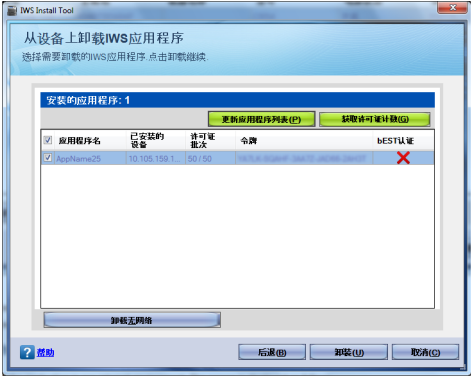 IWS Install Tool
从设备上卸载IWS应用程序
选择需要卸载的IWS应用程序.点击卸载继续.
安装的应用程序: 1
更新应用程序列表(P) 获取许可证计数(G)
应用程序名 已安装的设备 许可证批次 令牌 bEST认证
AppName25 10.105.159.1... 50/50
卸载无网络
帮助 后退(B) 卸装(U) 取消(C)